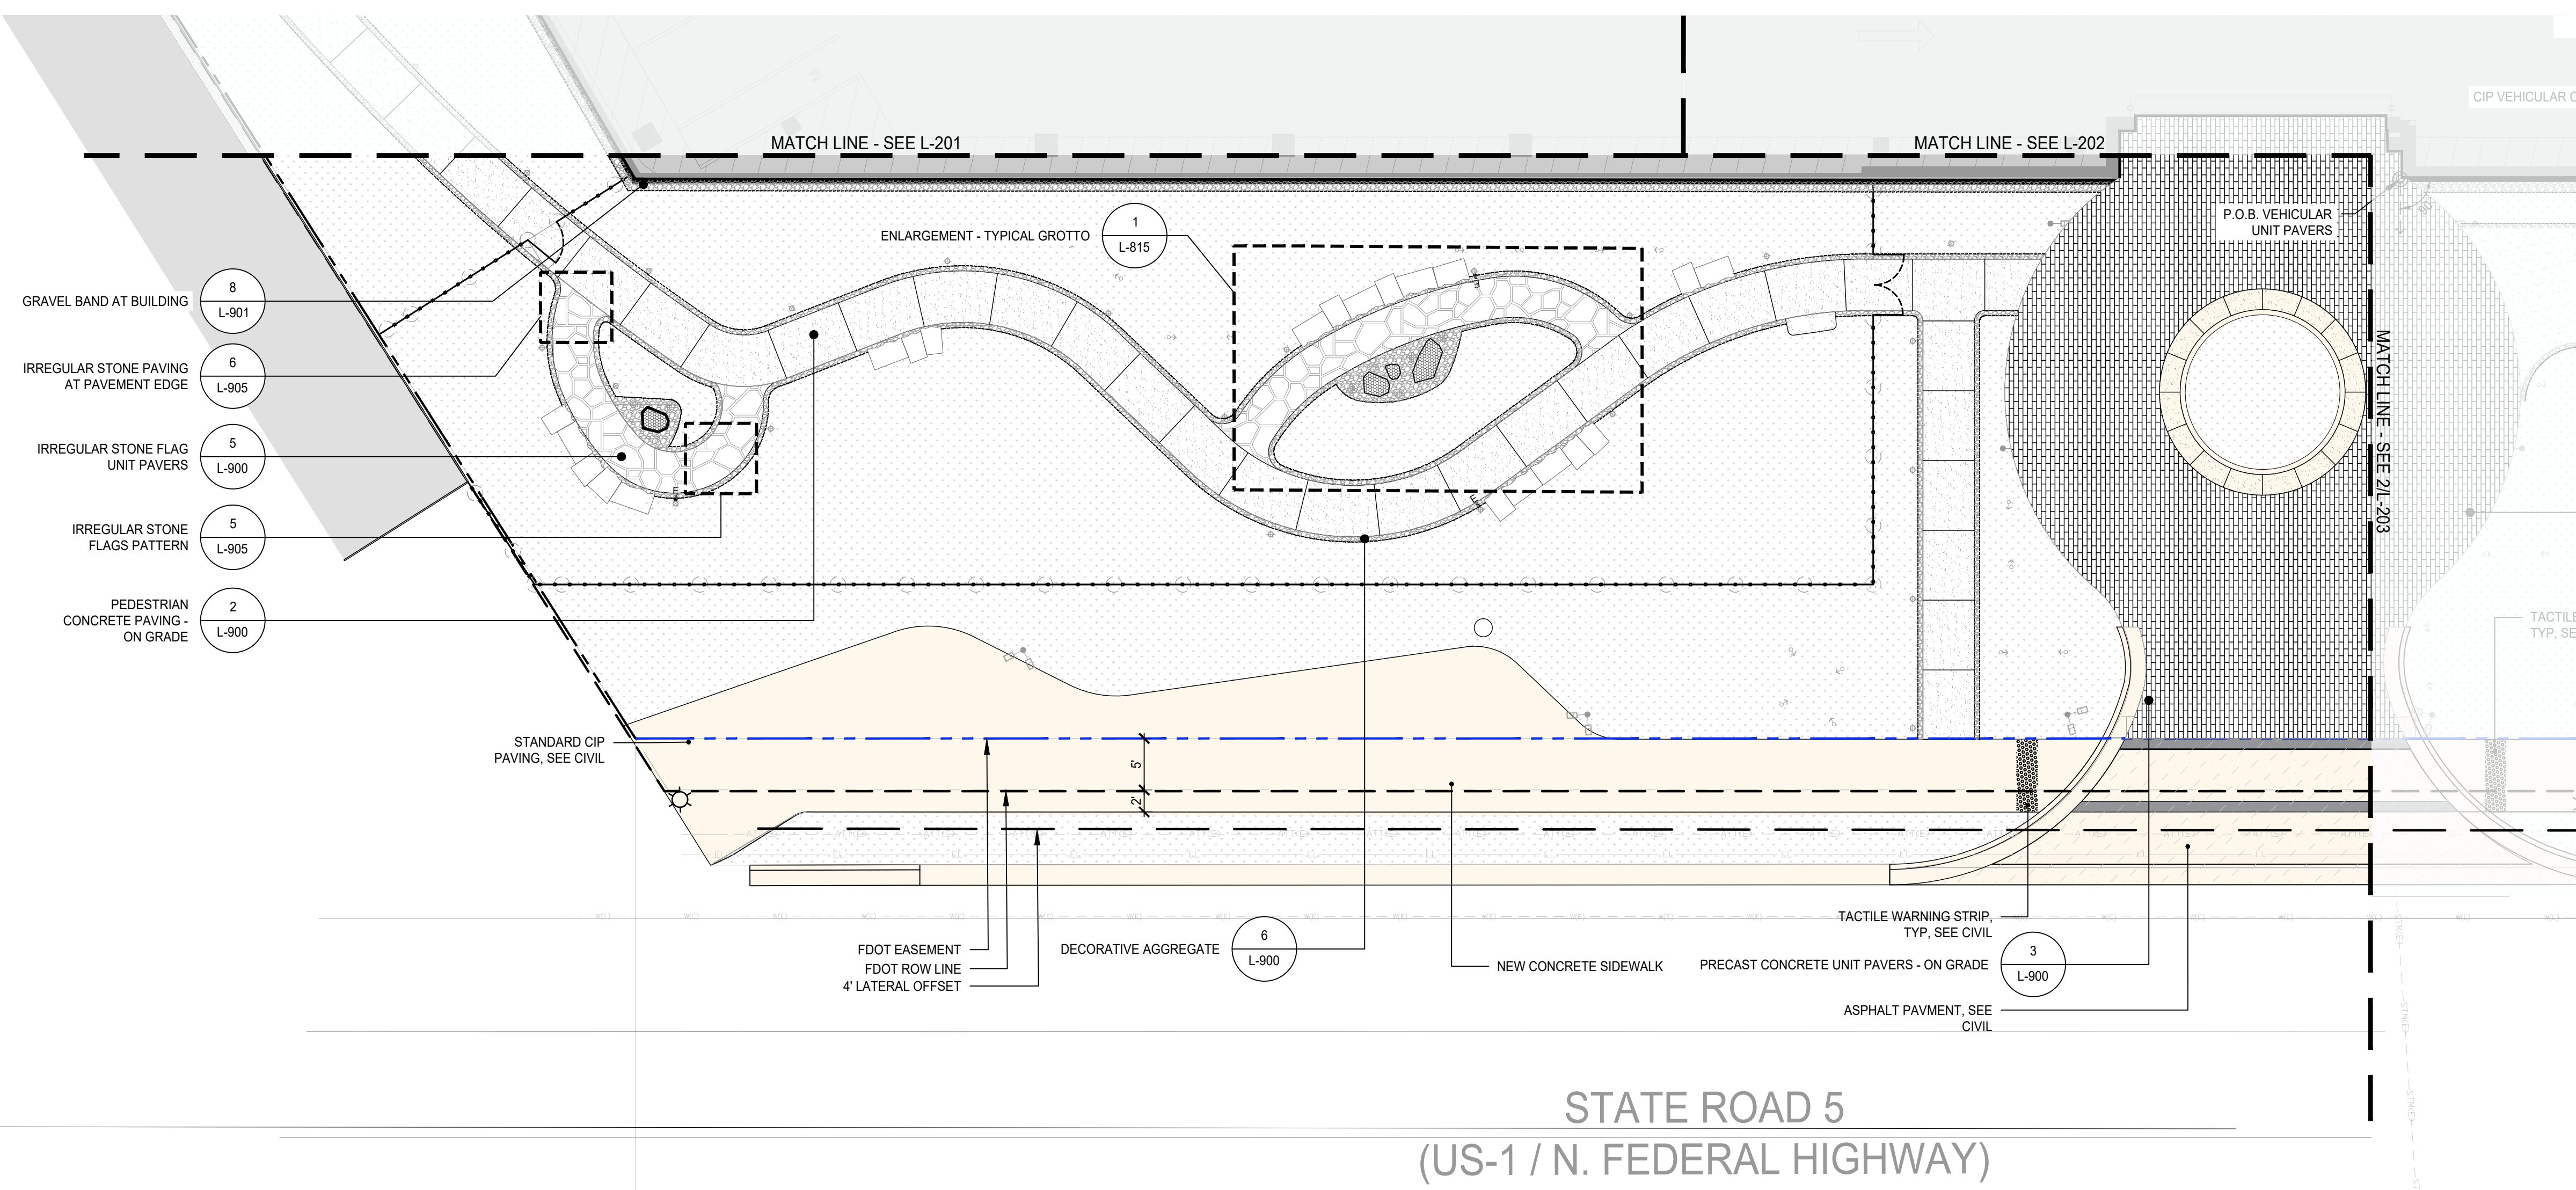 CIP VEHICULAR C
MATCH LINE - SEE L-201
MATCH LINE - SEE L-202
P.O.B. VEHICULAR
UNIT PAVERS
ENLARGEMENT - TYPICAL GROTTO
1
L-815
GRAVEL BAND AT BUILDING
8
L-901
IRREGULAR STONE PAVING
AT PAVEMENT EDGE
6
L-905
IRREGULAR STONE FLAG
UNIT PAVERS
5
L-900
IRREGULAR STONE
FLAGS PATTERN
5
L-905
PEDESTRIAN
CONCRETE PAVING -
ON GRADE
2
L-900
MATCH LINE - SEE 2/L-203
TACTILE
TYP, SE
STANDARD CIP
PAVING, SEE CIVIL
5'
2'
FDOT EASEMENT
FDOT ROW LINE
4' LATERAL OFFSET
DECORATIVE AGGREGATE
6
L-900
NEW CONCRETE SIDEWALK
TACTILE WARNING STRIP,
TYP, SEE CIVIL
PRECAST CONCRETE UNIT PAVERS - ON GRADE
3
L-900
ASPHALT PAVMENT, SEE
CIVIL
STATE ROAD 5
(US-1 / N. FEDERAL HIGHWAY)